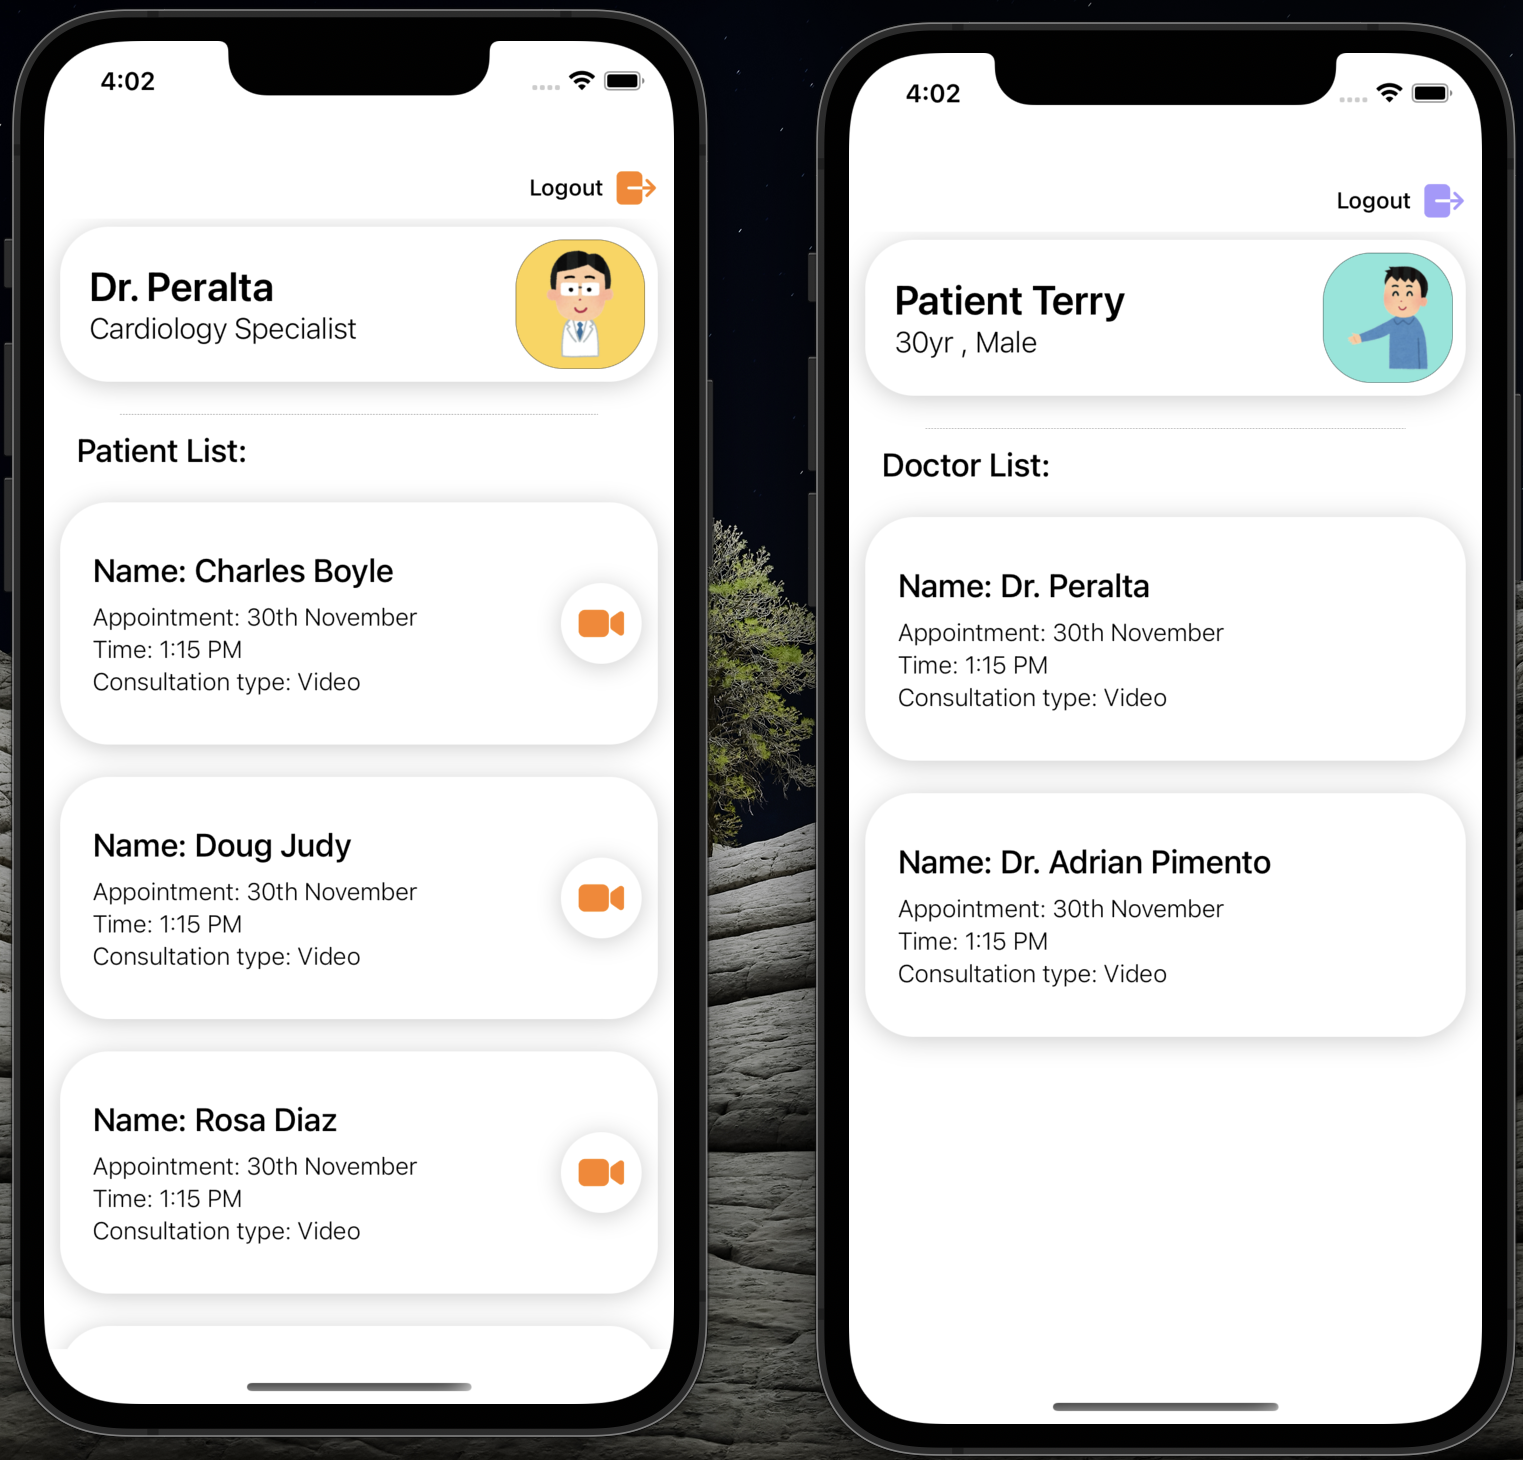 4:02
Logout
Dr. Peralta
Cardiology Specialist
Patient List:
Name: Charles Boyle
Appointment: 30th November
Time: 1:15 PM
Consultation type: Video
Name: Doug Judy
Appointment: 30th November
Time: 1:15 PM
Consultation type: Video
Name: Rosa Diaz
Appointment: 30th November
Time: 1:15 PM
Consultation type: Video
4:02
Logout
Patient Terry
30yr , Male
Doctor List:
Name: Dr. Peralta
Appointment: 30th November
Time: 1:15 PM
Consultation type: Video
Name: Dr. Adrian Pimento
Appointment: 30th November
Time: 1:15 PM
Consultation type: Video